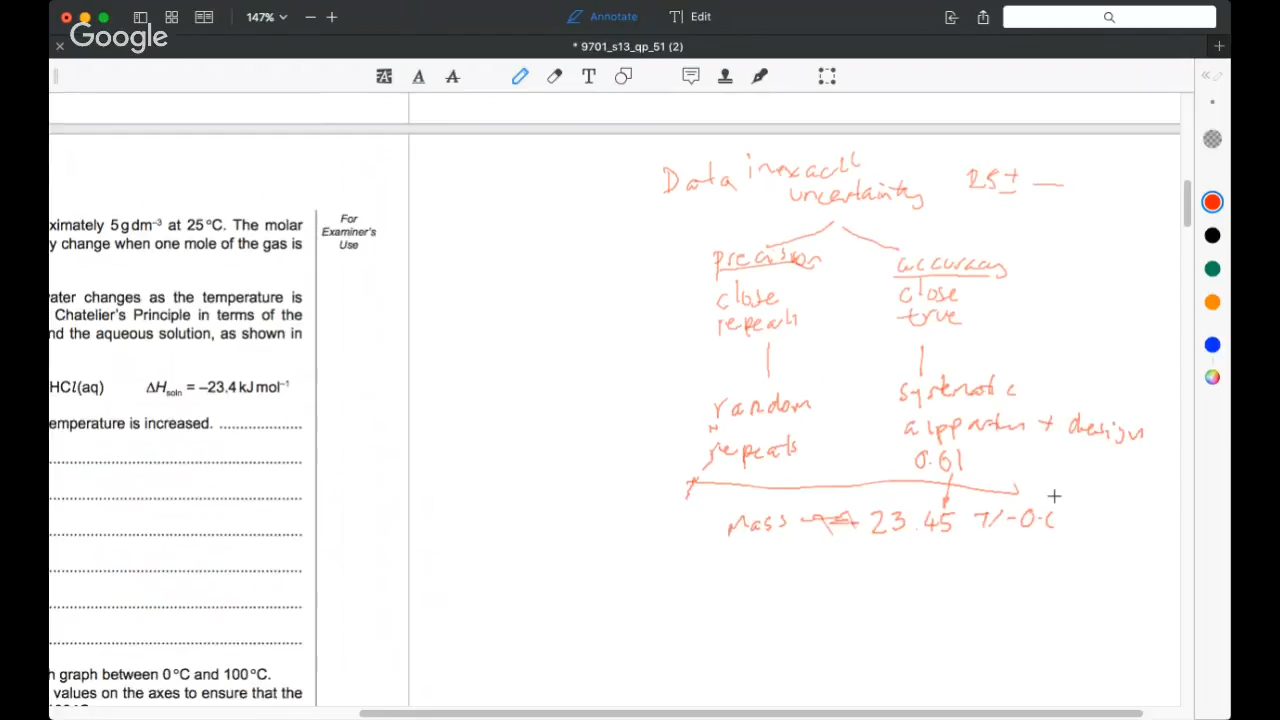 147%
Annotate
Edit
Google
* 9701_s13_qp_51 (2)
ximately 5 g dm⁻³ at 25 °C. The molar
y change when one mole of the gas is
For
Examiner's
Use
ater changes as the temperature is
Chatelier's Principle in terms of the
nd the aqueous solution, as shown in
HCl(aq) ΔHsoln = –23.4 kJ mol⁻¹
emperature is increased. ......................
h graph between 0 °C and 100 °C.
values on the axes to ensure that the
Data inexact
uncertainty 25 ±
precision
close
repeats
random
repeats
accuracy
close
true
systematic
apparatus + design
0.01
Mass 23.45 +/-0.0